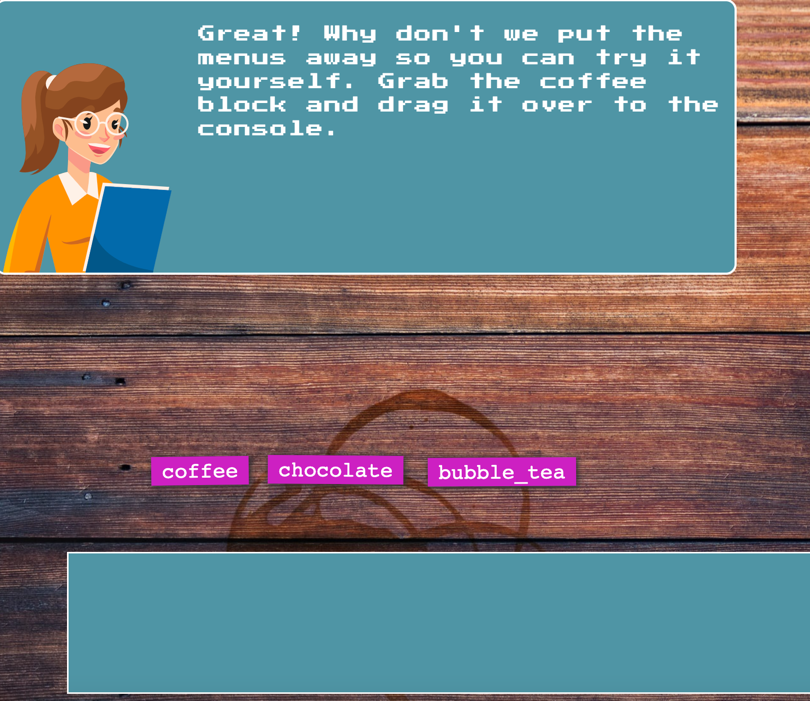 Great! Why don't we put the
menus away so you can try it
yourself. Grab the coffee
block and drag it over to the
console.
coffee
chocolate
bubble_tea